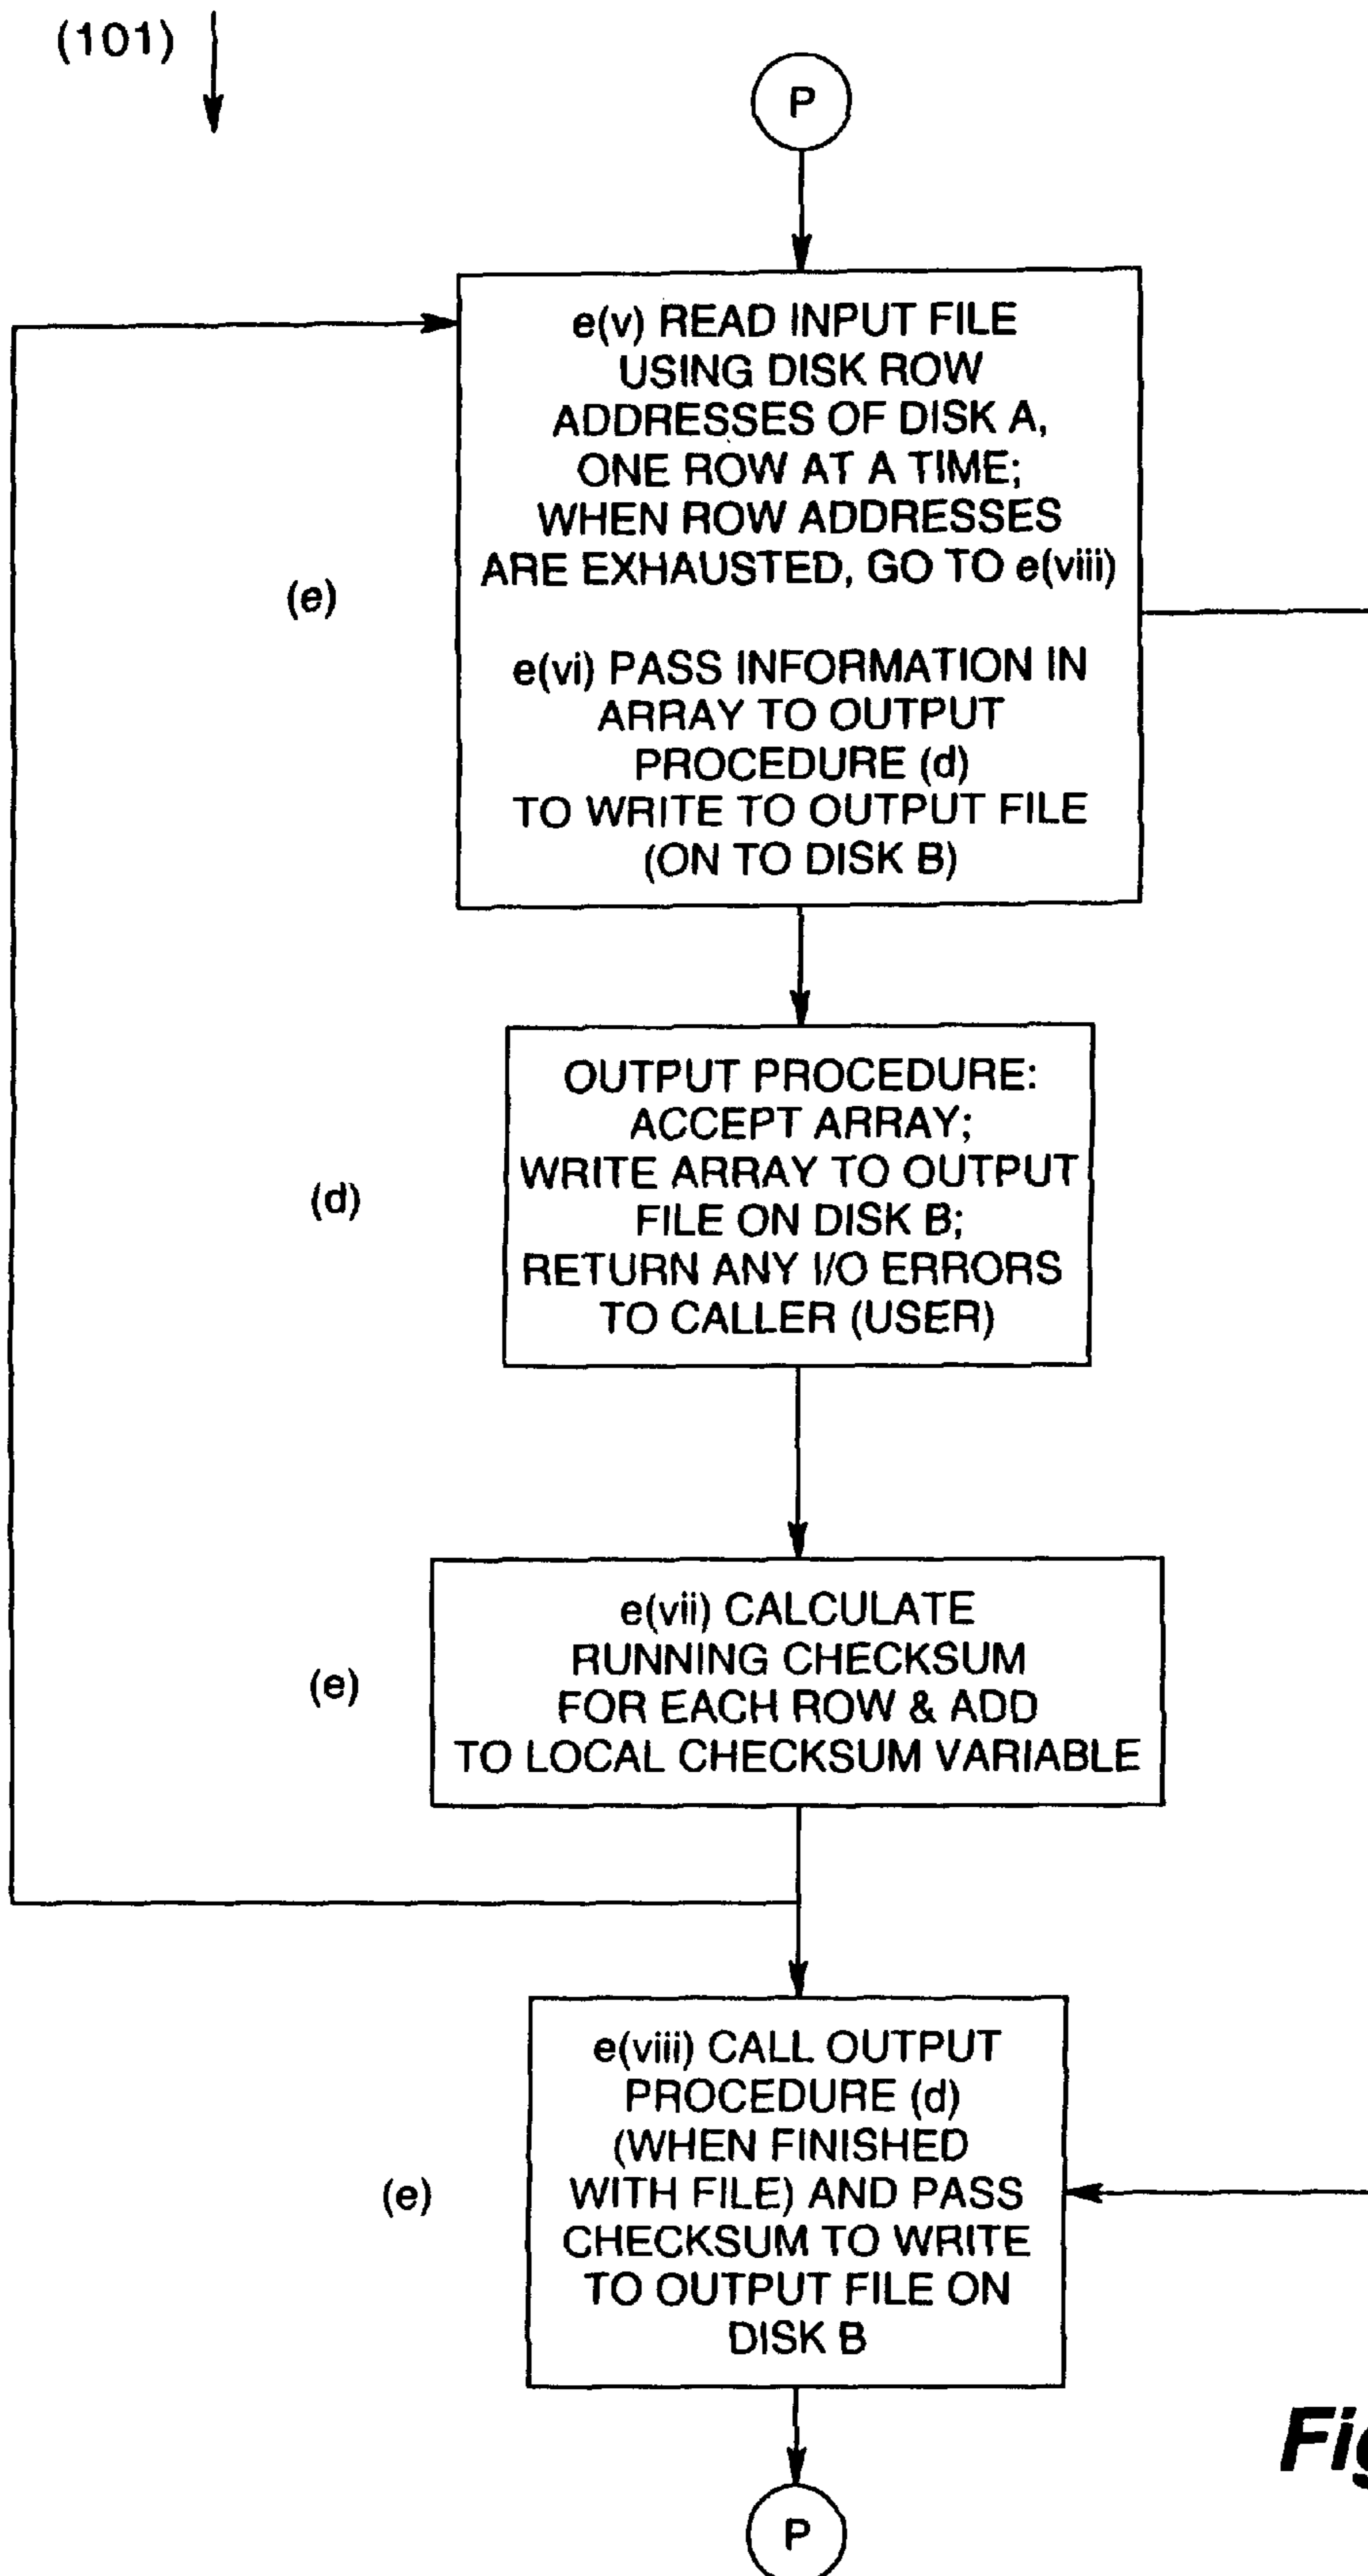 (101)
P
e(v) READ INPUT FILE
USING DISK ROW
ADDRESSES OF DISK A,
ONE ROW AT A TIME;
WHEN ROW ADDRESSES
ARE EXHAUSTED, GO TO e(viii)
(e)
e(vi) PASS INFORMATION IN
ARRAY TO OUTPUT
PROCEDURE (d)
TO WRITE TO OUTPUT FILE
(ON TO DISK B)
OUTPUT PROCEDURE:
ACCEPT ARRAY;
WRITE ARRAY TO OUTPUT
(d)
FILE ON DISK B;
RETURN ANY I/O ERRORS
TO CALLER (USER)
e(vii) CALCULATE
RUNNING CHECKSUM
(e)
FOR EACH ROW & ADD
TO LOCAL CHECKSUM VARIABLE
e(viii) CALL OUTPUT
PROCEDURE (d)
(WHEN FINISHED
(e)
WITH FILE) AND PASS
CHECKSUM TO WRITE
TO OUTPUT FILE ON
DISK B
Fig
P